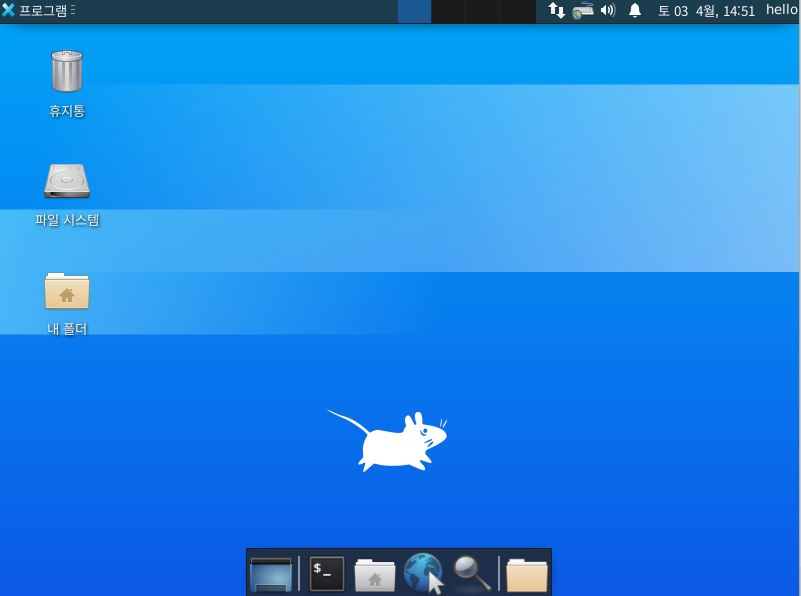 프로그램
토 03 4월, 14:51 hello
휴지통
파일 시스템
내 폴더
$_